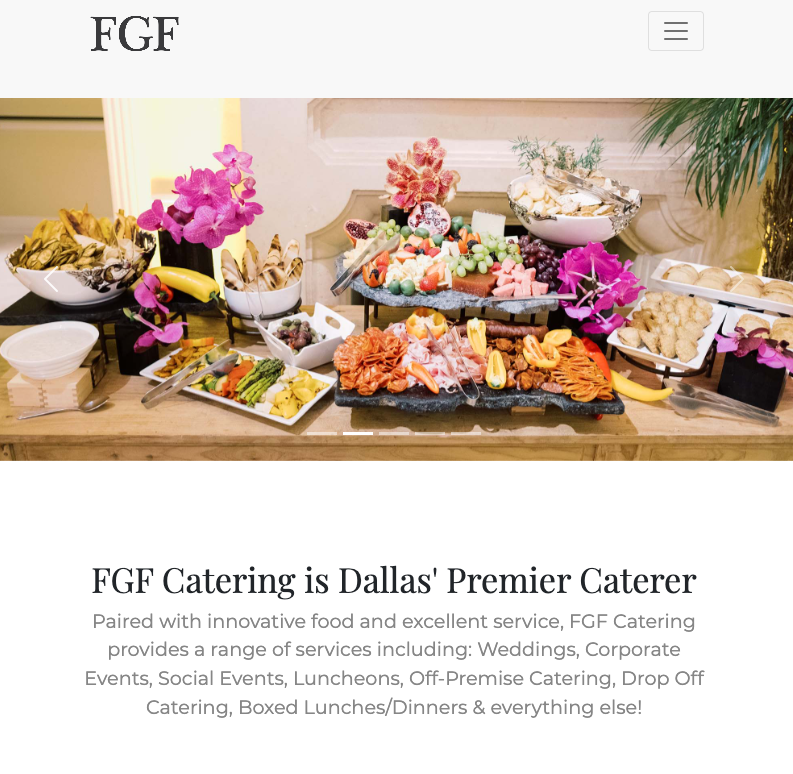 FGF
FGF Catering is Dallas' Premier Caterer
Paired with innovative food and excellent service, FGF Catering
provides a range of services including: Weddings, Corporate
Events, Social Events, Luncheons, Off-Premise Catering, Drop Off
Catering, Boxed Lunches/Dinners & everything else!